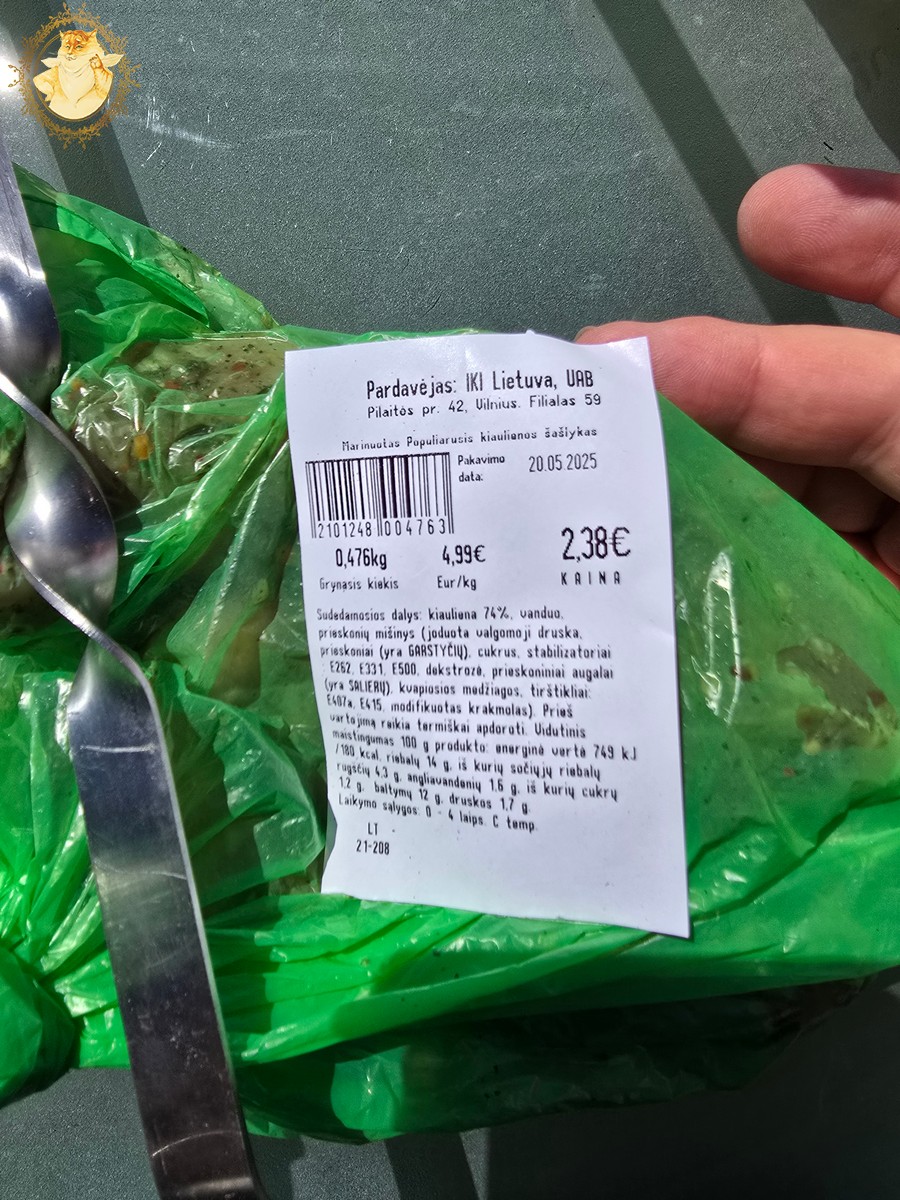 Pardavėjas: IKI Lietuva, UAB
Pilaitės pr. 42, Vilnius. Filialas 59
Marinuotas Populiarusis kiaulienos šašlykas
Pakavimo
data:
20.05.2025
2101248 004763
0,476kg
4,99€
2,38€
Grynasis kiekis
Eur/kg
KAINA
Sudedamosios dalys: kiauliena 74%, vanduo,
prieskonių mišinys (joduota valgomoji druska,
prieskoniai (yra GARSTYČIŲ), cukrus, stabilizatoriai
: E262, E331, E500, dekstrozė, prieskoniniai augalai
(yra SALIERŲ), kvapiosios medžiagos, tirštikliai:
E407a, E415, modifikuotas krakmolas). Prieš
vartojimą reikia termiškai apdoroti. Vidutinis
maistingumas 100 g produkto: energinė vertė 749 kJ
/180 kcal, riebalų 14 g, iš kurių sočiųjų riebalų
rūgščių 4,3 g, angliavandenių 1,6 g, iš kurių cukrų
1,2 g, baltymų 12 g, druskos 1,7 g.
Laikymo sąlygos: 0 - 4 laips. C temp.
LT -
21-208